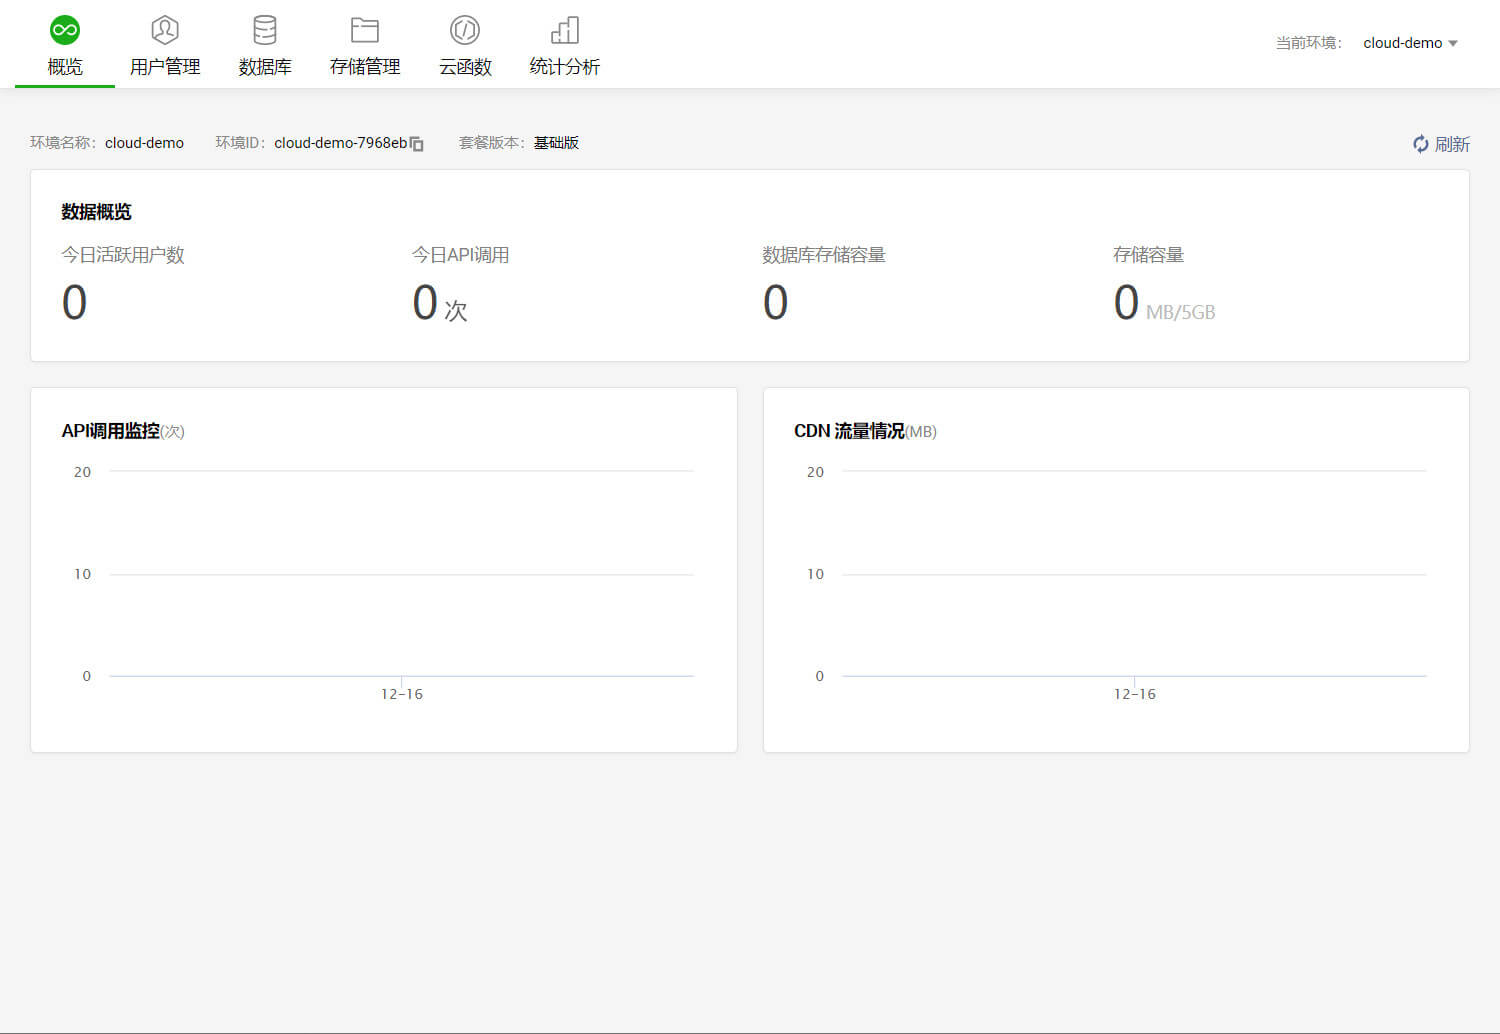 概览 用户管理 数据库 存储管理 云函数 统计分析
当前环境： cloud-demo
环境名称：cloud-demo 环境ID：cloud-demo-7968eb 套餐版本：基础版
刷新
数据概览
今日活跃用户数 今日API调用 数据库存储容量 存储容量
0 0 次 0 0 MB/5GB
API调用监控(次)
20
10
0
12-16
CDN 流量情况(MB)
20
10
0
12-16